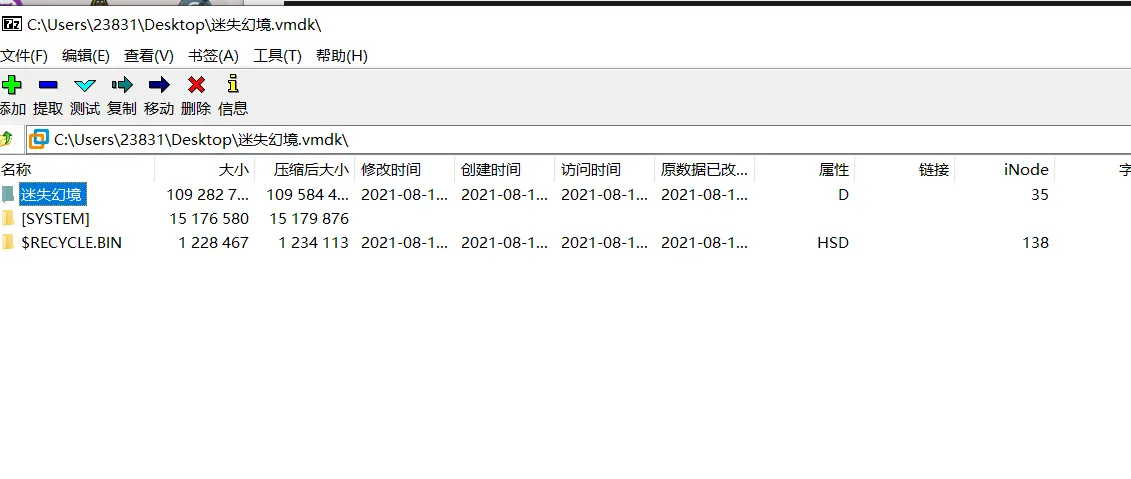 C:\Users\23831\Desktop\迷失幻境.vmdk\
文件(F) 编辑(E) 查看(V) 书签(A) 工具(T) 帮助(H)
添加 提取 测试 复制 移动 删除 信息
C:\Users\23831\Desktop\迷失幻境.vmdk\
名称 大小 压缩后大小 修改时间 创建时间 访问时间 原数据已改... 属性 链接 iNode 字
迷失幻境 109 282 7... 109 584 4... 2021-08-1... 2021-08-1... 2021-08-1... 2021-08-1... D 35
[SYSTEM] 15 176 580 15 179 876
$RECYCLE.BIN 1 228 467 1 234 113 2021-08-1... 2021-08-1... 2021-08-1... 2021-08-1... HSD 138